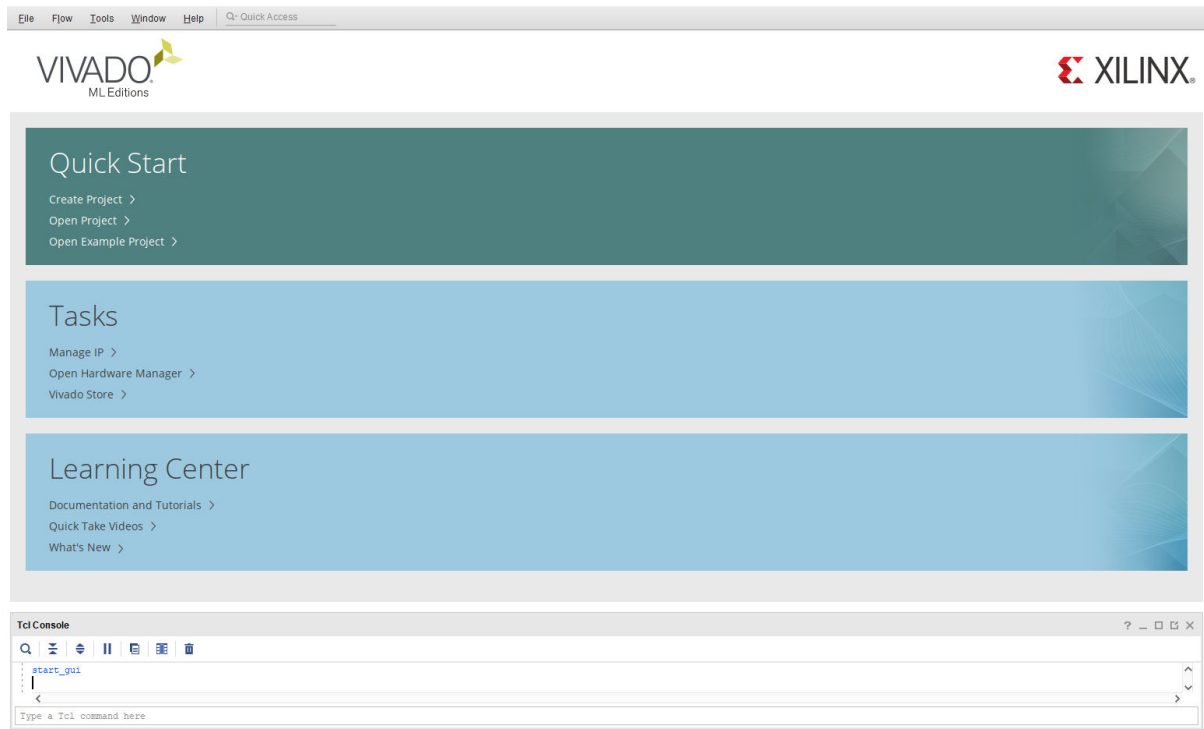 File Flow Tools Window Help Quick Access
VIVADO.
ML Editions
XILINX®
Quick Start
Create Project >
Open Project >
Open Example Project >
Tasks
Manage IP >
Open Hardware Manager >
Vivado Store >
Learning Center
Documentation and Tutorials >
Quick Take Videos >
What's New >
Tcl Console
start_gui
Type a Tcl command here